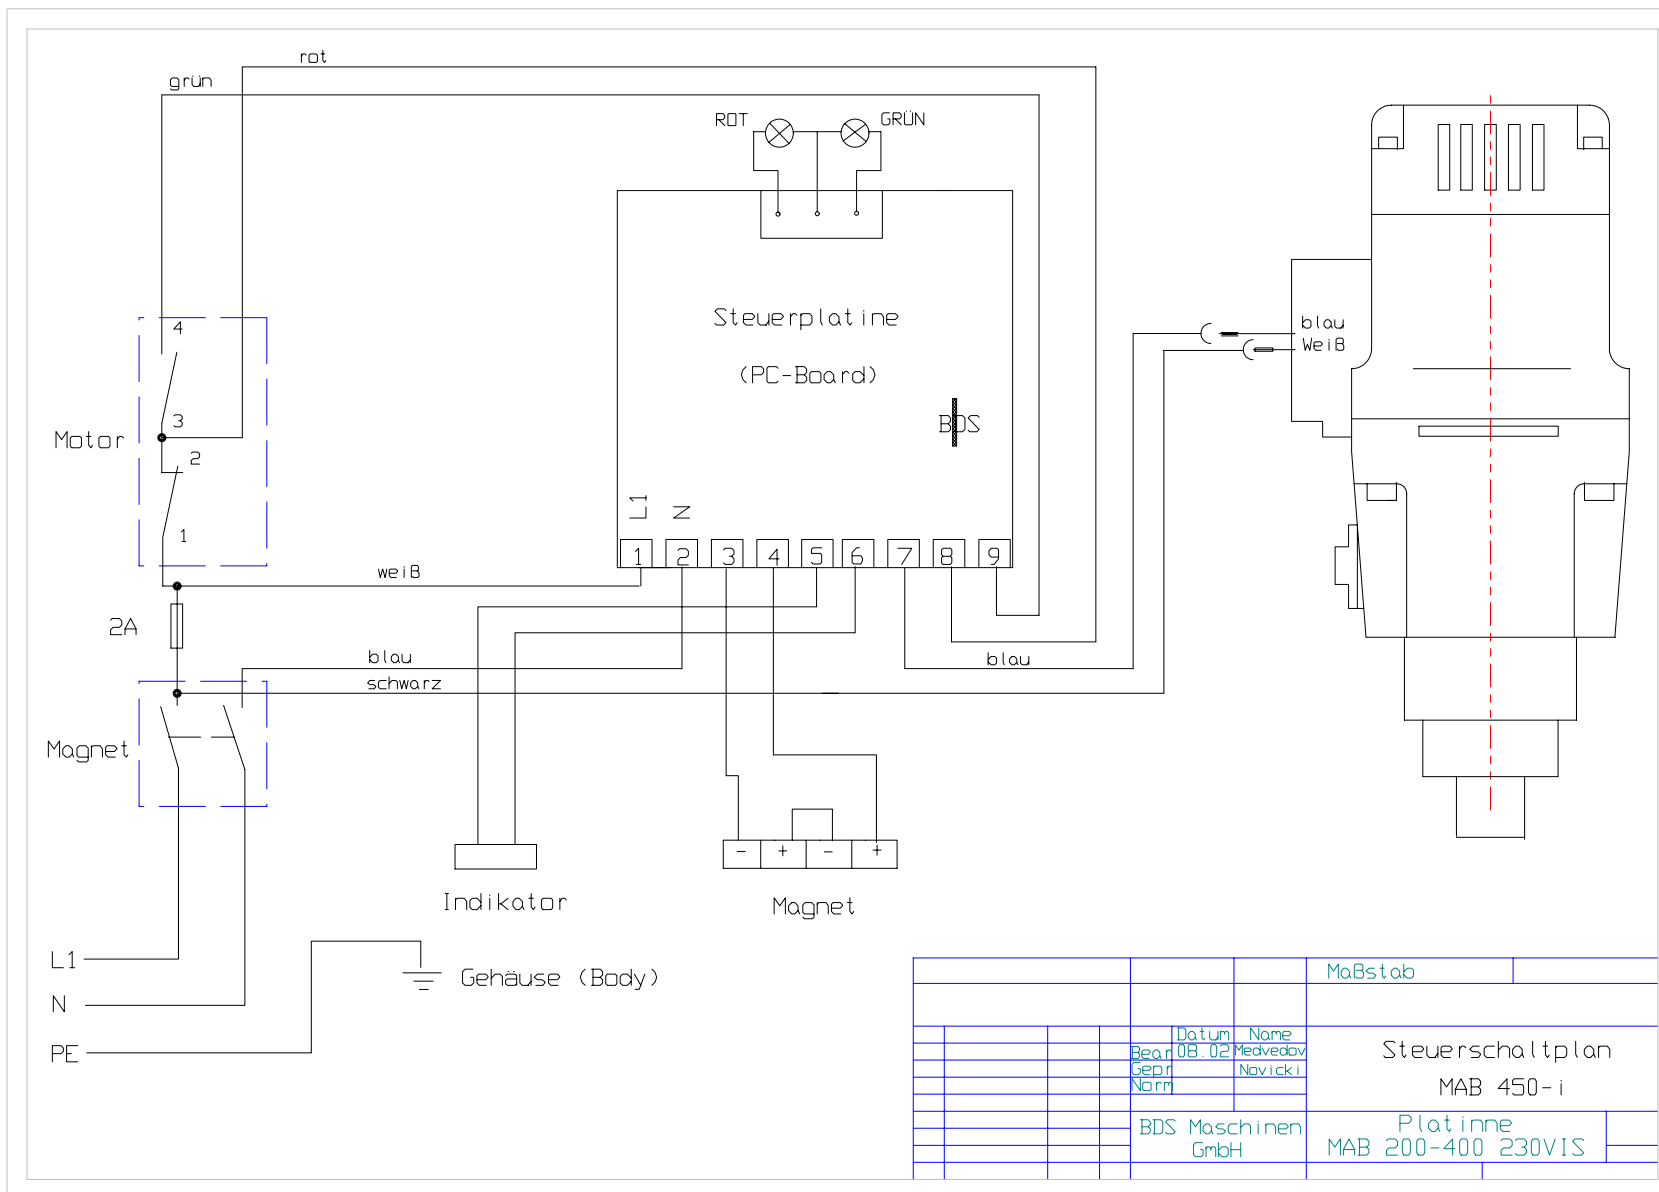 rot
grün
ROT
GRÜN
Steuerplatine
(PC-Board)
BDS
L1
N
1 2 3 4 5 6 7 8 9
4
3
Motor
2
1
weiß
2A
blau
schwarz
Magnet
blau
blau
Weiß
- + - +
Indikator
Magnet
L1
N
PE
Gehäuse (Body)
Maßstab
Datum Name
Bear 08.02 Medvedov
Gepr Novicki
Norm
Steuerschaltplan
MAB 450-i
BDS Maschinen
GmbH
Platinne
MAB 200-400 230VIS